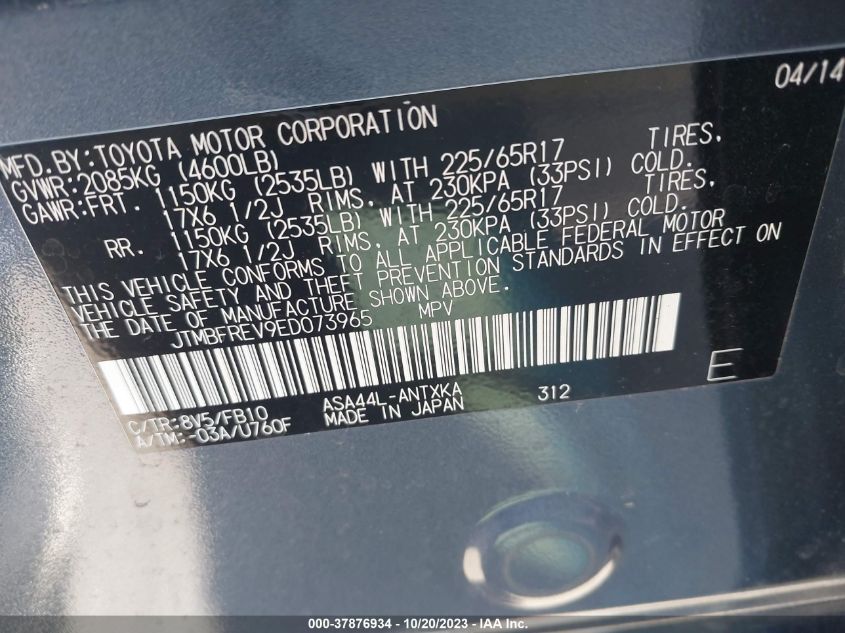 04/14
MFD.BY:TOYOTA MOTOR CORPORATION
GVWR:2085KG (4600LB)
GAWR:FRT. 1150KG (2535LB) WITH 225/65R17 TIRES,
17X6 1/2J RIMS, AT 230KPA (33PSI) COLD.
RR. 1150KG (2535LB) WITH 225/65R17 TIRES,
17X6 1/2J RIMS, AT 230KPA (33PSI) COLD.
THIS VEHICLE CONFORMS TO ALL APPLICABLE FEDERAL MOTOR
VEHICLE SAFETY AND THEFT PREVENTION STANDARDS IN EFFECT ON
THE DATE OF MANUFACTURE SHOWN ABOVE.
JTMBFREV9ED073965 MPV
E
C/TR:8V5/FB10 ASA44L-ANTXKA 312
A/TM:-03A/U760F MADE IN JAPAN
000-37876934 - 10/20/2023 - IAA Inc.